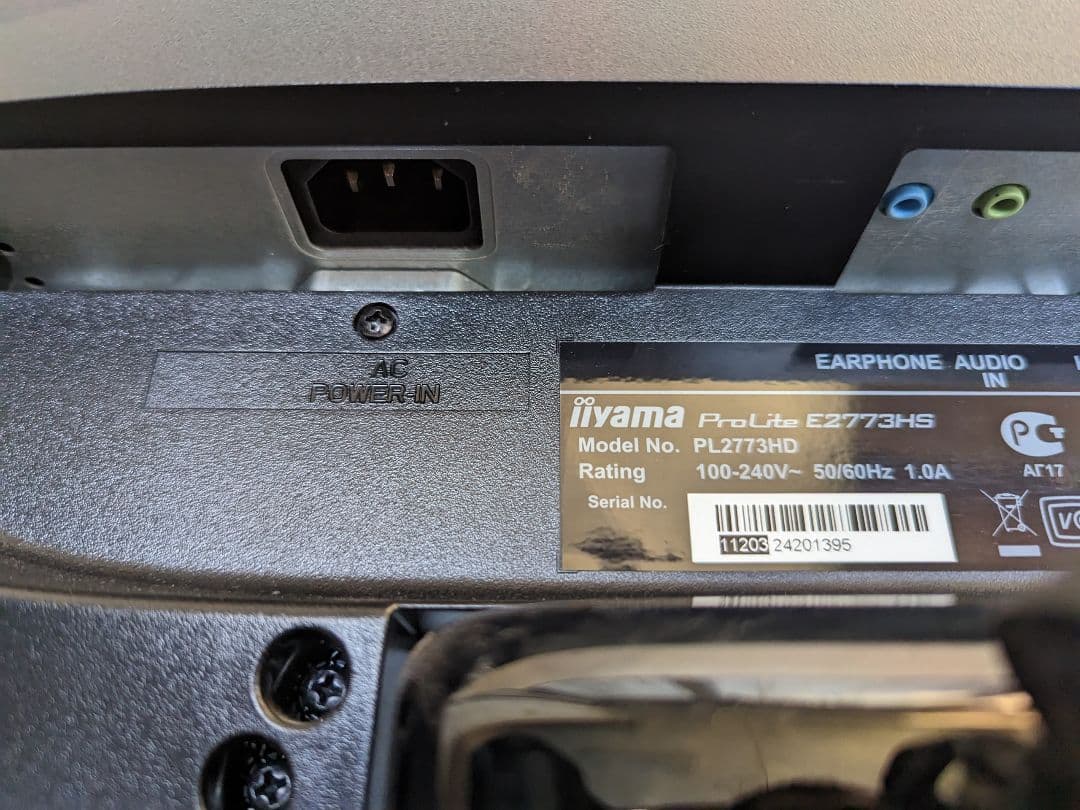 AC
POWER-IN
EARPHONE AUDIO
IN
iiyama ProLite E2773HS
Model No. PL2773HD
Rating 100-240V~ 50/60Hz 1.0A
Serial No.
11203 24201395
РСТ
АГ17